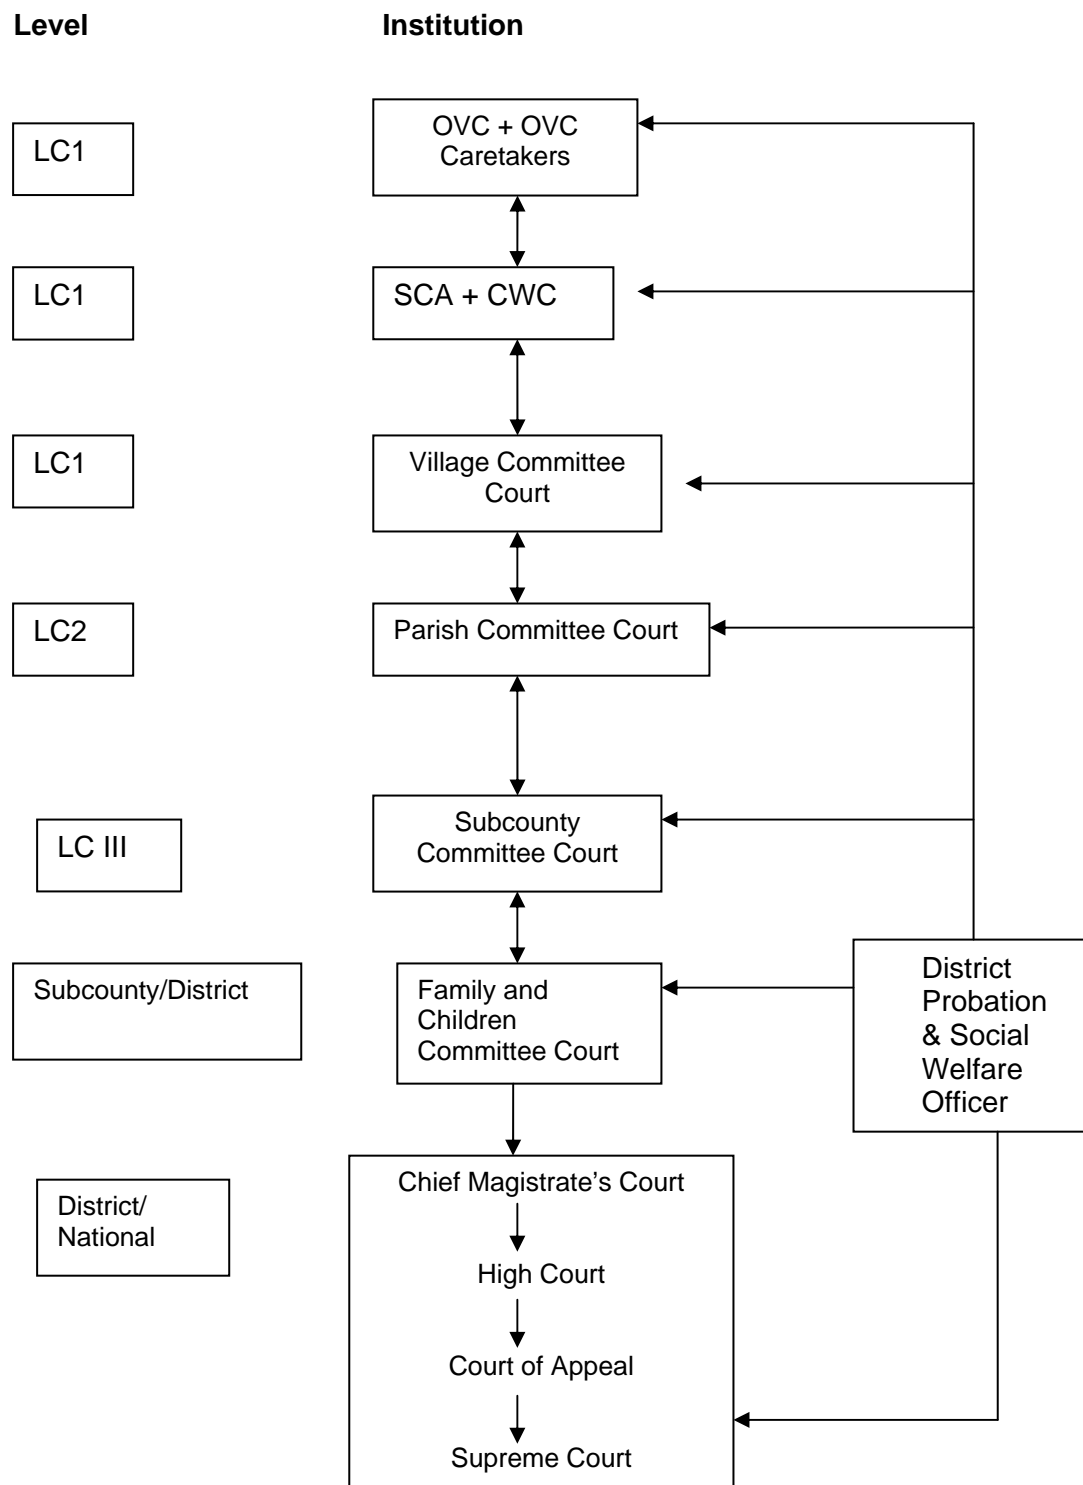 Level
Institution
LC1
OVC + OVC
Caretakers
LC1
SCA + CWC
LC1
Village Committee
Court
LC2
Parish Committee Court
LC III
Subcounty
Committee Court
Subcounty/District
Family and
Children
Committee Court
District
Probation
& Social
Welfare
Officer
District/
National
Chief Magistrate’s Court
High Court
Court of Appeal
Supreme Court